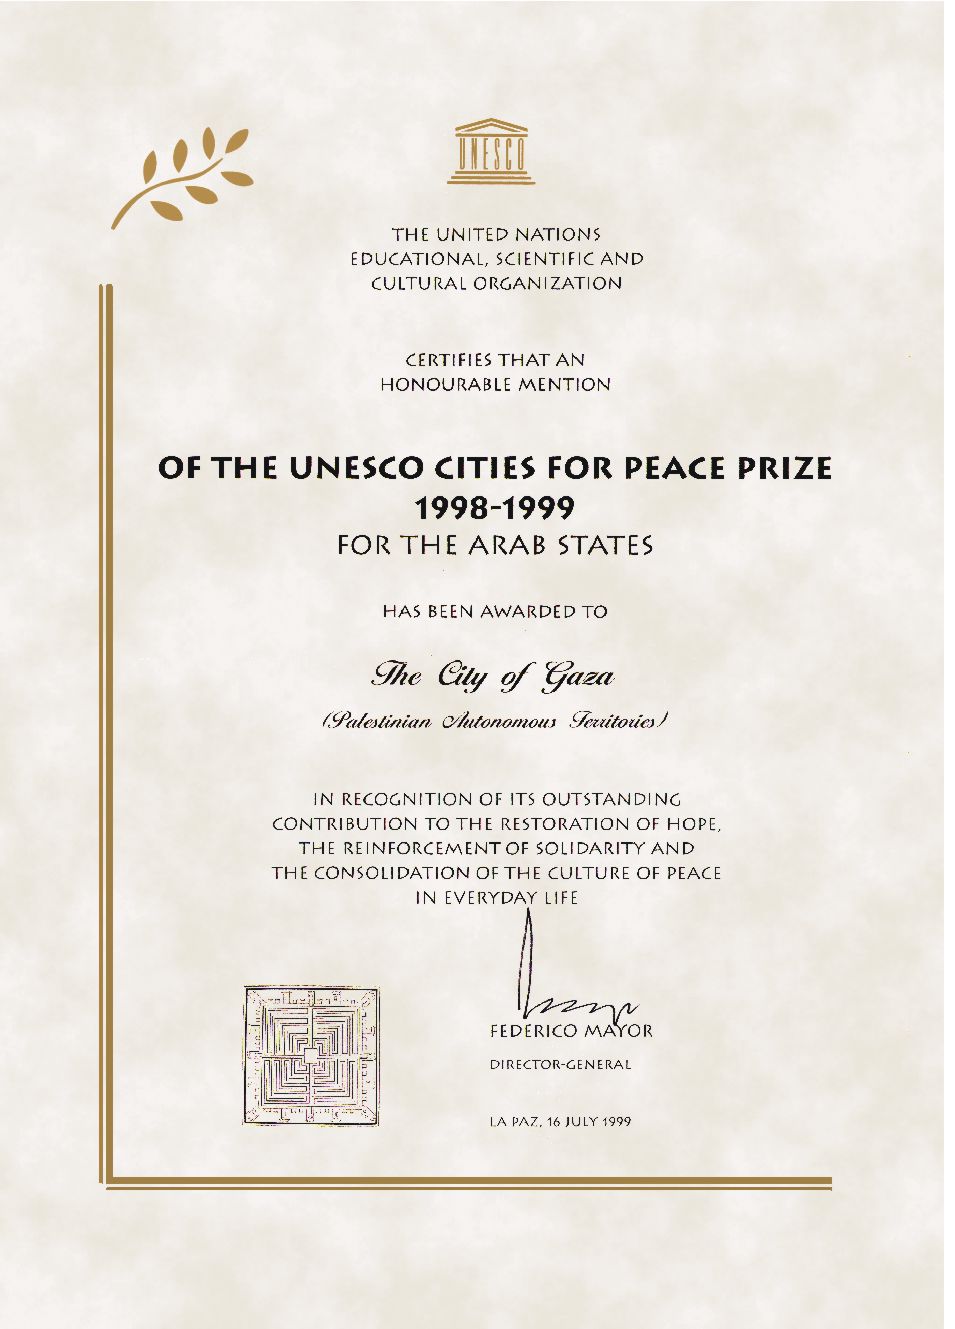 UNESCO
THE UNITED NATIONS
EDUCATIONAL, SCIENTIFIC AND
CULTURAL ORGANIZATION
CERTIFIES THAT AN
HONOURABLE MENTION
OF THE UNESCO CITIES FOR PEACE PRIZE
1998-1999
FOR THE ARAB STATES
HAS BEEN AWARDED TO
The City of Gaza
(Palestinian Autonomous Territories)
IN RECOGNITION OF ITS OUTSTANDING
CONTRIBUTION TO THE RESTORATION OF HOPE,
THE REINFORCEMENT OF SOLIDARITY AND
THE CONSOLIDATION OF THE CULTURE OF PEACE
IN EVERYDAY LIFE
FEDERICO MAYOR
DIRECTOR-GENERAL
LA PAZ, 16 JULY 1999